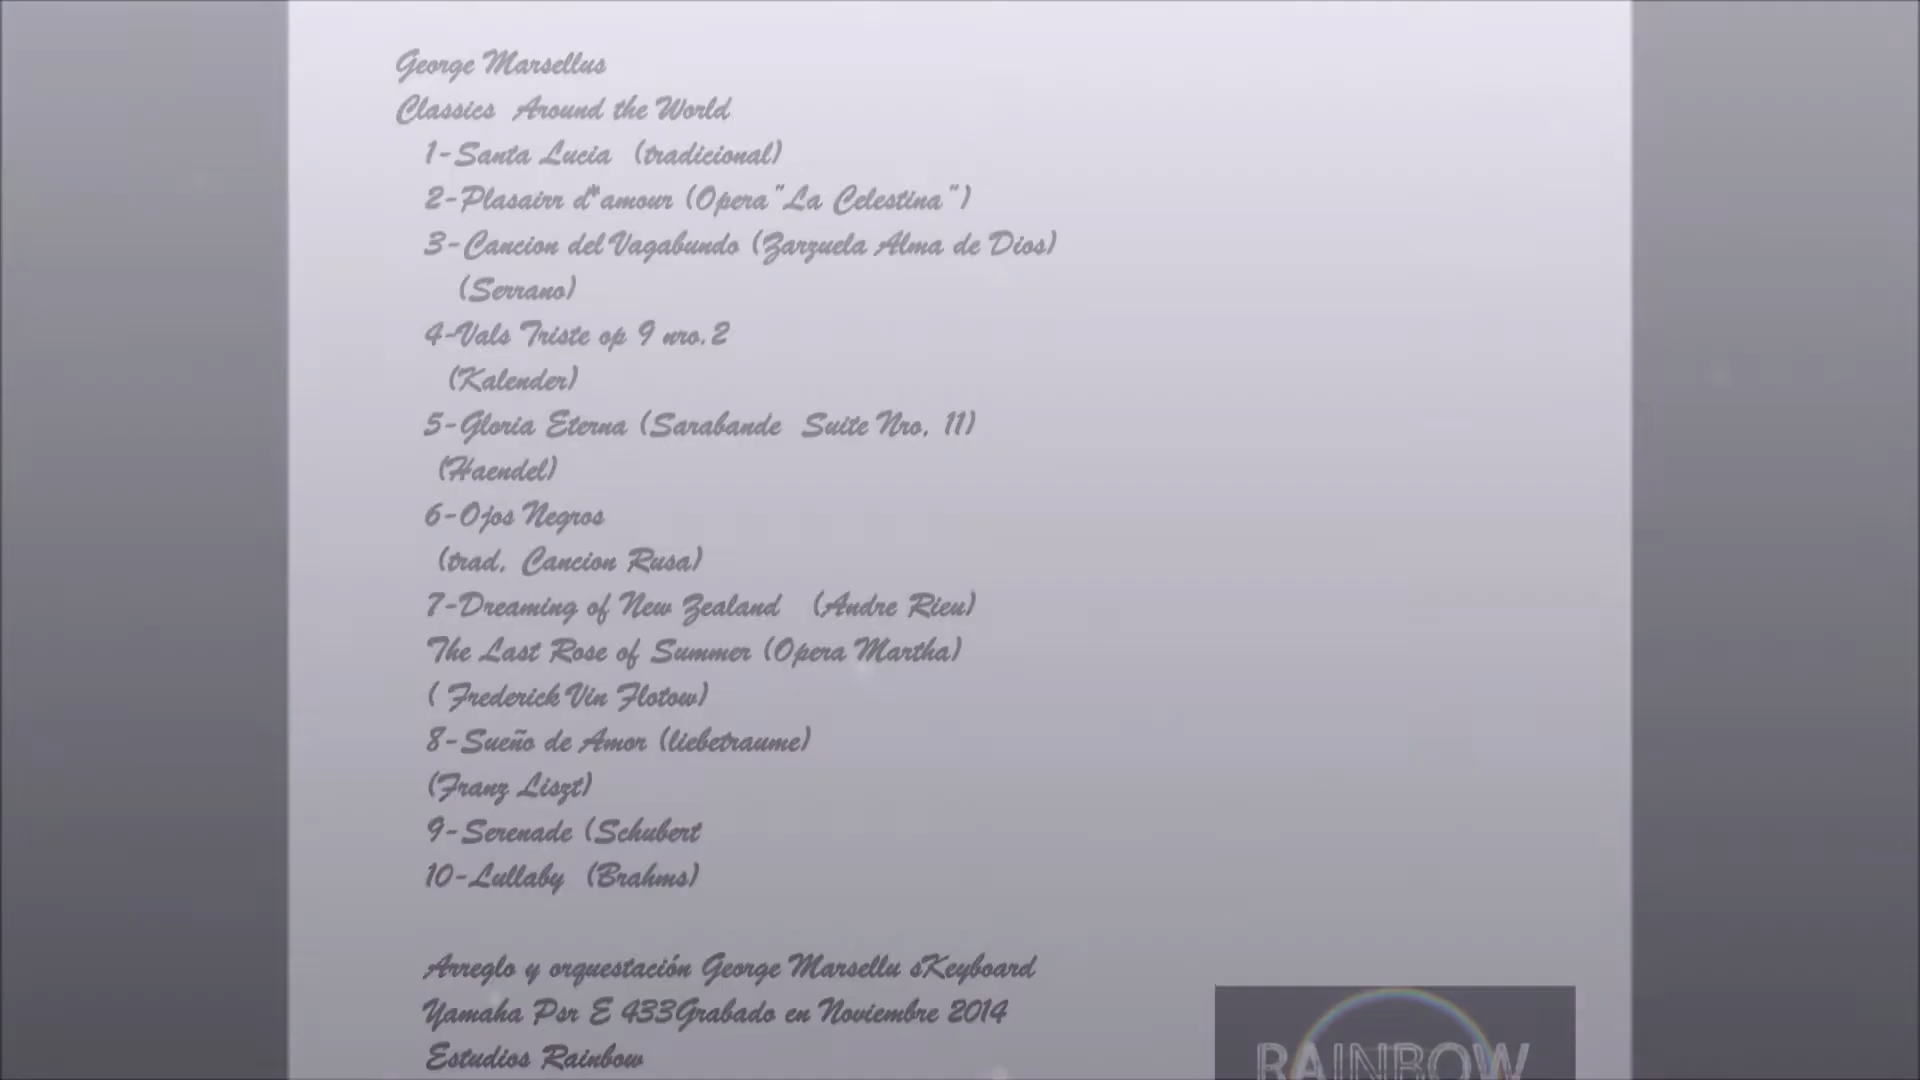 George Marsellus
Classics Around the World
1-Santa Lucia (tradicional)
2-Plasairr d*amour (Opera"La Celestina")
3-Cancion del Vagabundo (Zarzuela Alma de Dios)
(Serrano)
4-Vals Triste op 9 nro.2
(Kalender)
5-Gloria Eterna (Sarabande Suite Nro. 11)
(Haendel)
6-Ojos Negros
(trad. Cancion Rusa)
7-Dreaming of New Zealand (Andre Rieu)
The Last Rose of Summer (Opera Martha)
( Frederick Vin Flotow)
8-Sueño de Amor (liebetraume)
(Franz Liszt)
9-Serenade (Schubert
10-Lullaby (Brahms)
Arreglo y orquestación George Marsellu sKeyboard
Yamaha Psr E 433Grabado en Noviembre 2014
Estudios Rainbow
RAINBOW